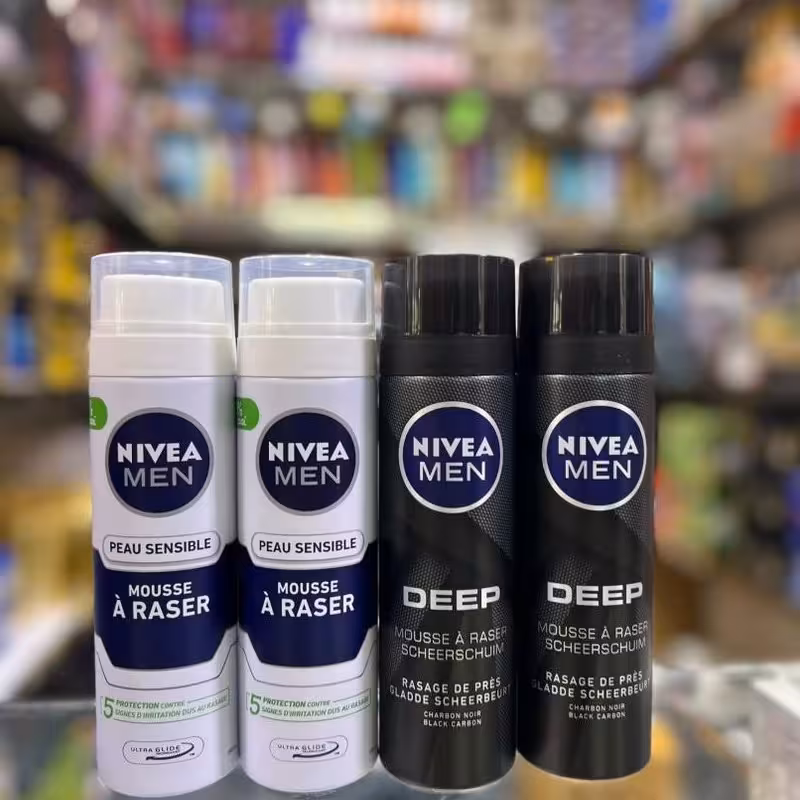 NIVEA
MEN
PEAU SENSIBLE
MOUSSE
À RASER
5 PROTECTION CONTRE
SIGNES D'IRRITATION DUS AU RASAGE
ULTRA GLIDE
NIVEA
MEN
PEAU SENSIBLE
MOUSSE
À RASER
5 PROTECTION CONTRE
SIGNES D'IRRITATION DUS AU RASAGE
ULTRA GLIDE
NIVEA
MEN
DEEP
MOUSSE À RASER
SCHEERSCHUIM
RASAGE DE PRÈS
GLADDE SCHEERBEURT
CHARBON NOIR
BLACK CARBON
NIVEA
MEN
DEEP
MOUSSE À RASER
SCHEERSCHUIM
RASAGE DE PRÈS
GLADDE SCHEERBEURT
CHARBON NOIR
BLACK CARBON